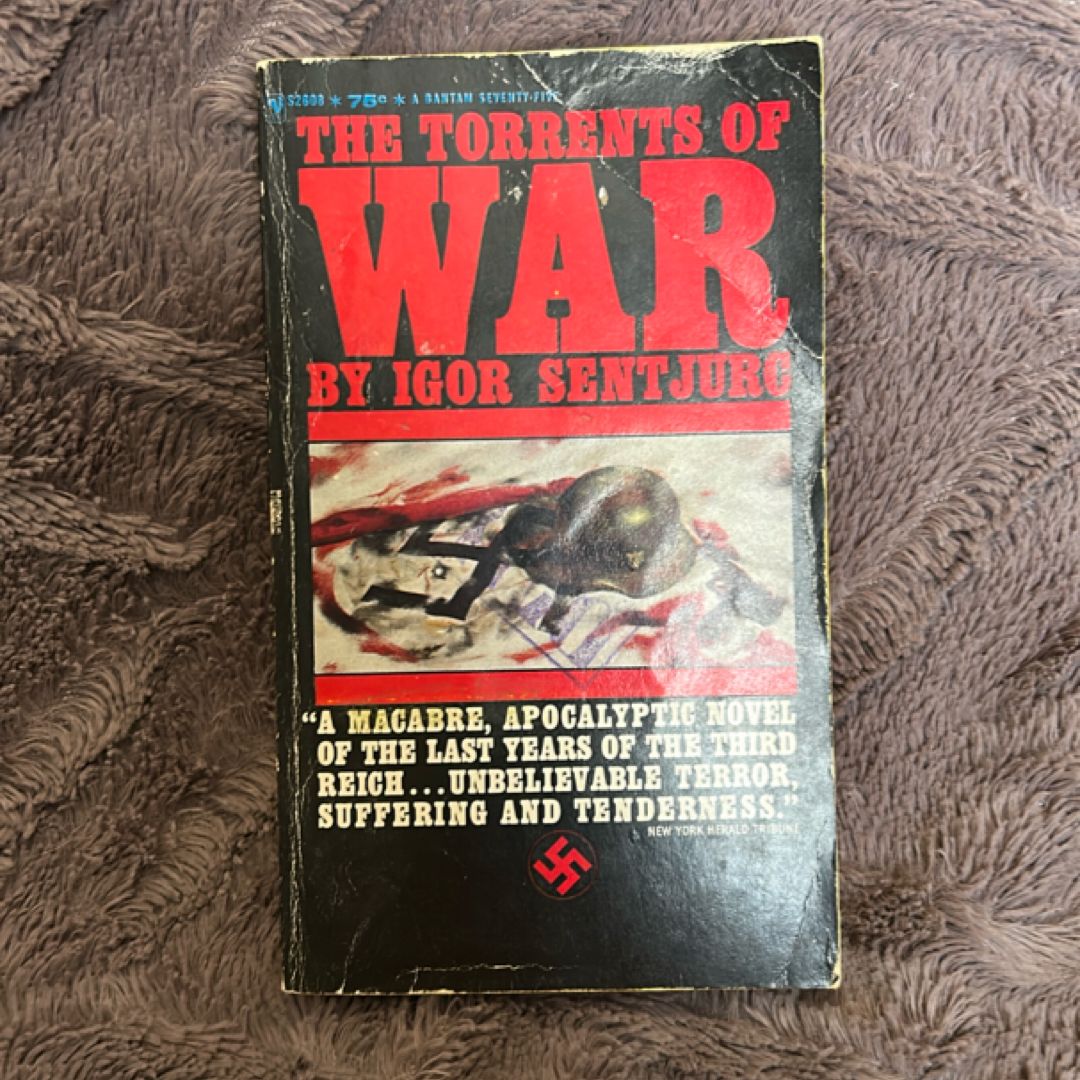 S2608 * 75¢ * A BANTAM SEVENTY-FIVE
THE TORRENTS OF
WAR
BY IGOR SENTJURC
"A MACABRE, APOCALYPTIC NOVEL
OF THE LAST YEARS OF THE THIRD
REICH...UNBELIEVABLE TERROR,
SUFFERING AND TENDERNESS."
NEW YORK HERALD TRIBUNE